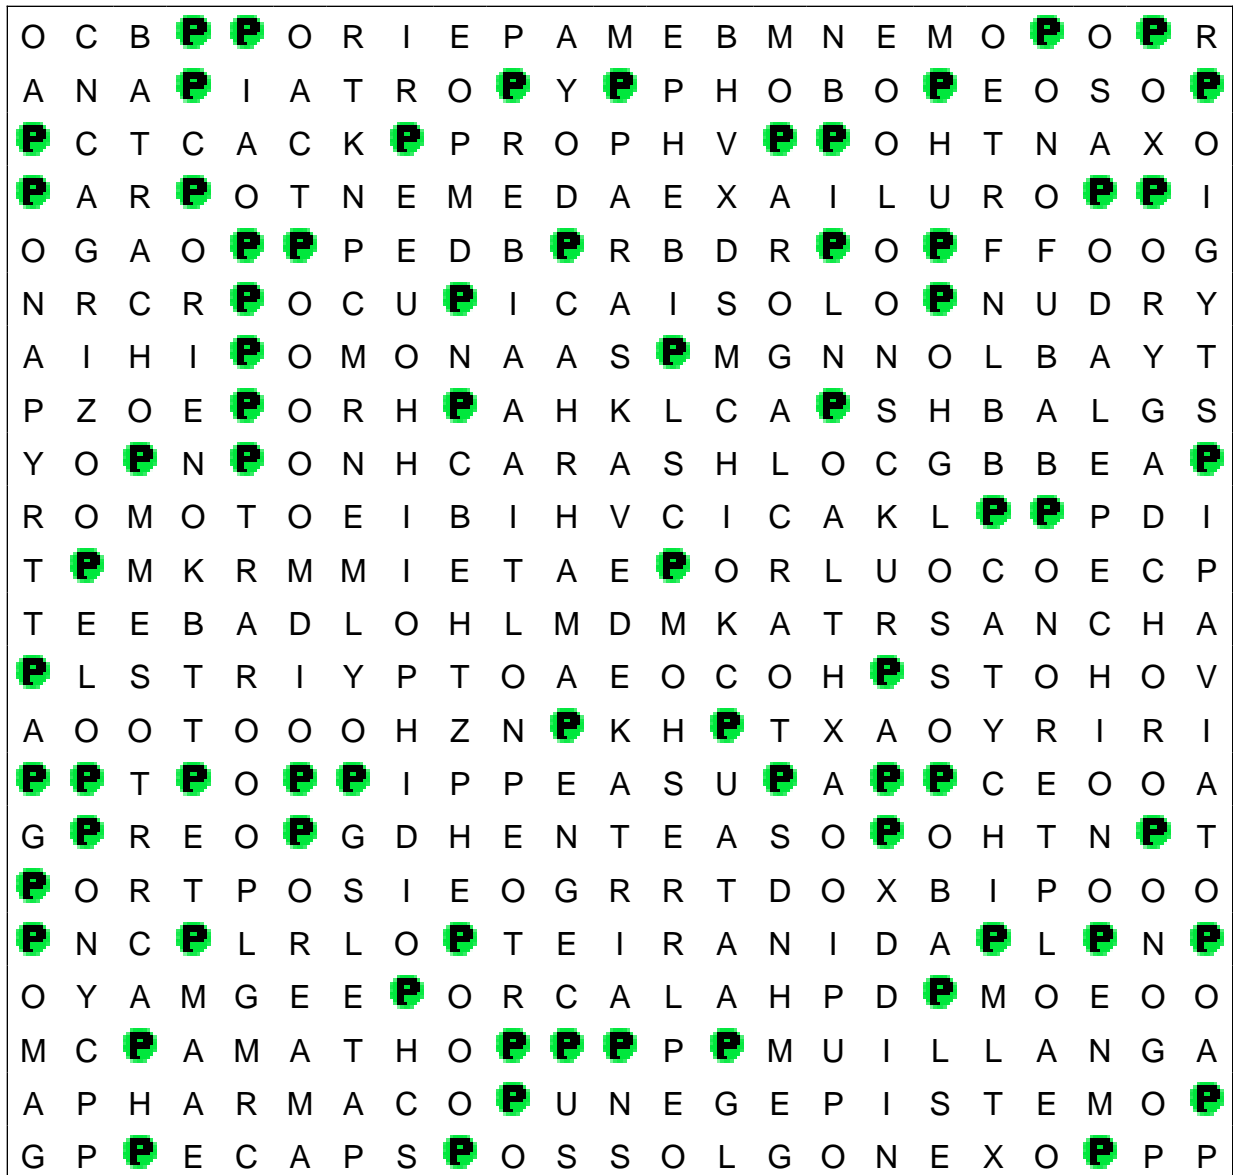 O C B P P O R I E P A M E B M N E M O P O P R
A N A P I A T R O P Y P P H O B O P E O S O P
P C T C A C K P P R O P H V P P O H T N A X O
P A R P O T N E M E D A E X A I L U R O P P I
O G A O P P P E D B P R B D R P O P F F O O G
N R C R P O C U P I C A I S O L O P N U D R Y
A I H I P O M O N A A S P M G N N O L B A Y T
P Z O E P O R H P A H K L C A P S H B A L G S
Y O P N P O N H C A R A S H L O C G B B E A P
R O M O T O E I B I H V C I C A K L P P P D I
T P M K R M M I E T A E P O R L U O C O E C P
T E E B A D L O H L M D M K A T R S A N C H A
P L S T R I Y P T O A E O C O H P S T O H O V
A O O T O O O H Z N P K H P T X A O Y R I R I
P P T P O P P I P P E A S U P A P P C E O O A
G P R E O P G D H E N T E A S O P O H T N P T
P O R T P O S I E O G R R T D O X B I P O O O
P N C P L R L O P T E I R A N I D A P L P N P
O Y A M G E E P O R C A L A H P D P M O E O O
M C P A M A T H O P P P P P M U I L L A N G A
A P H A R M A C O P U N E G E P I S T E M O P
G P P E C A P S P O S S O L G O N E X O P P P